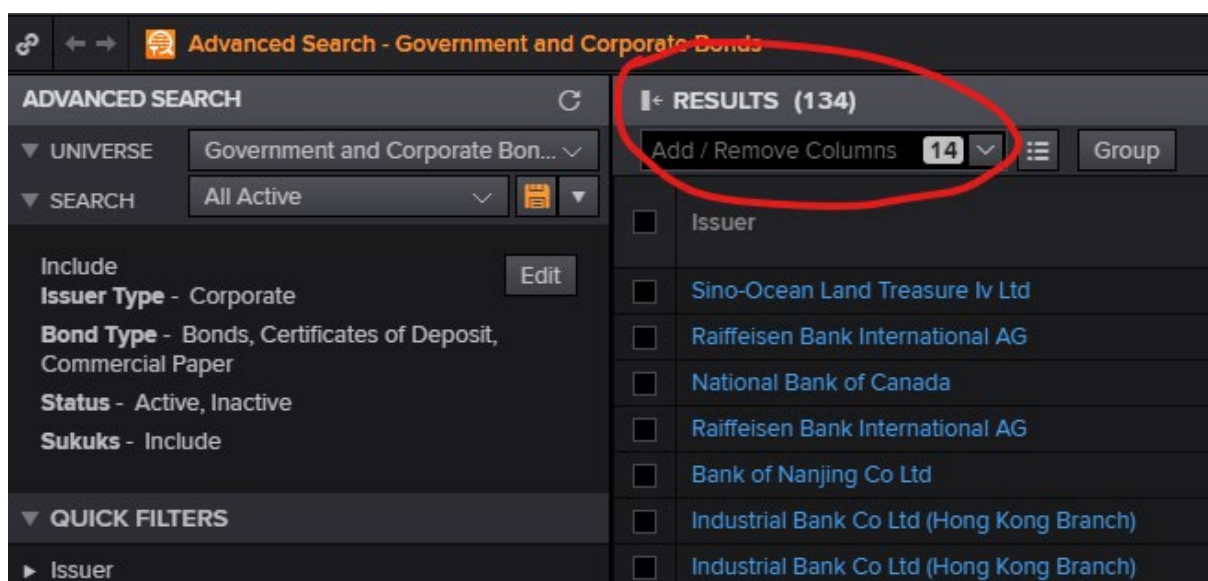 Advanced Search - Government and Corporate Bonds
ADVANCED SEARCH
UNIVERSE Government and Corporate Bon...
SEARCH All Active
Include
Edit
Issuer Type - Corporate
Bond Type - Bonds, Certificates of Deposit,
Commercial Paper
Status - Active, Inactive
Sukuks - Include
QUICK FILTERS
Issuer
RESULTS (134)
Add / Remove Columns 14 Group
Issuer
Sino-Ocean Land Treasure Iv Ltd
Raiffeisen Bank International AG
National Bank of Canada
Raiffeisen Bank International AG
Bank of Nanjing Co Ltd
Industrial Bank Co Ltd (Hong Kong Branch)
Industrial Bank Co Ltd (Hong Kong Branch)